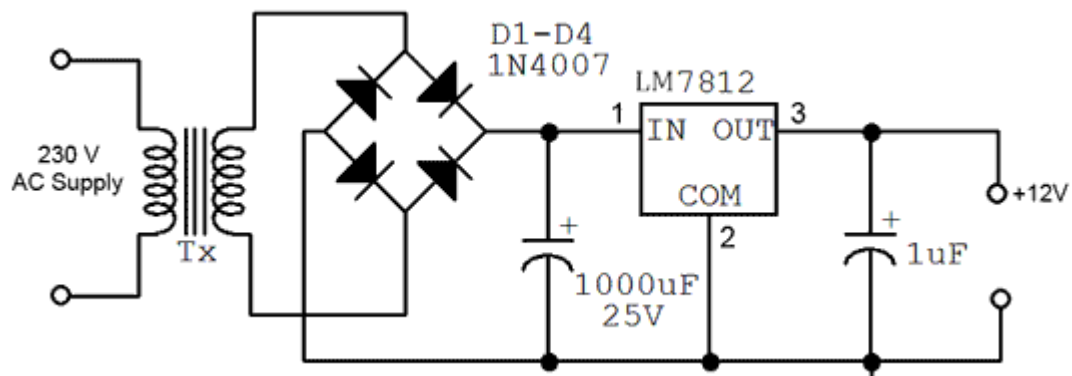 D1-D4
1N4007
LM7812
1
IN OUT
3
COM
2
230 V
AC Supply
Tx
+
1000uF
25V
+
1uF
+12V